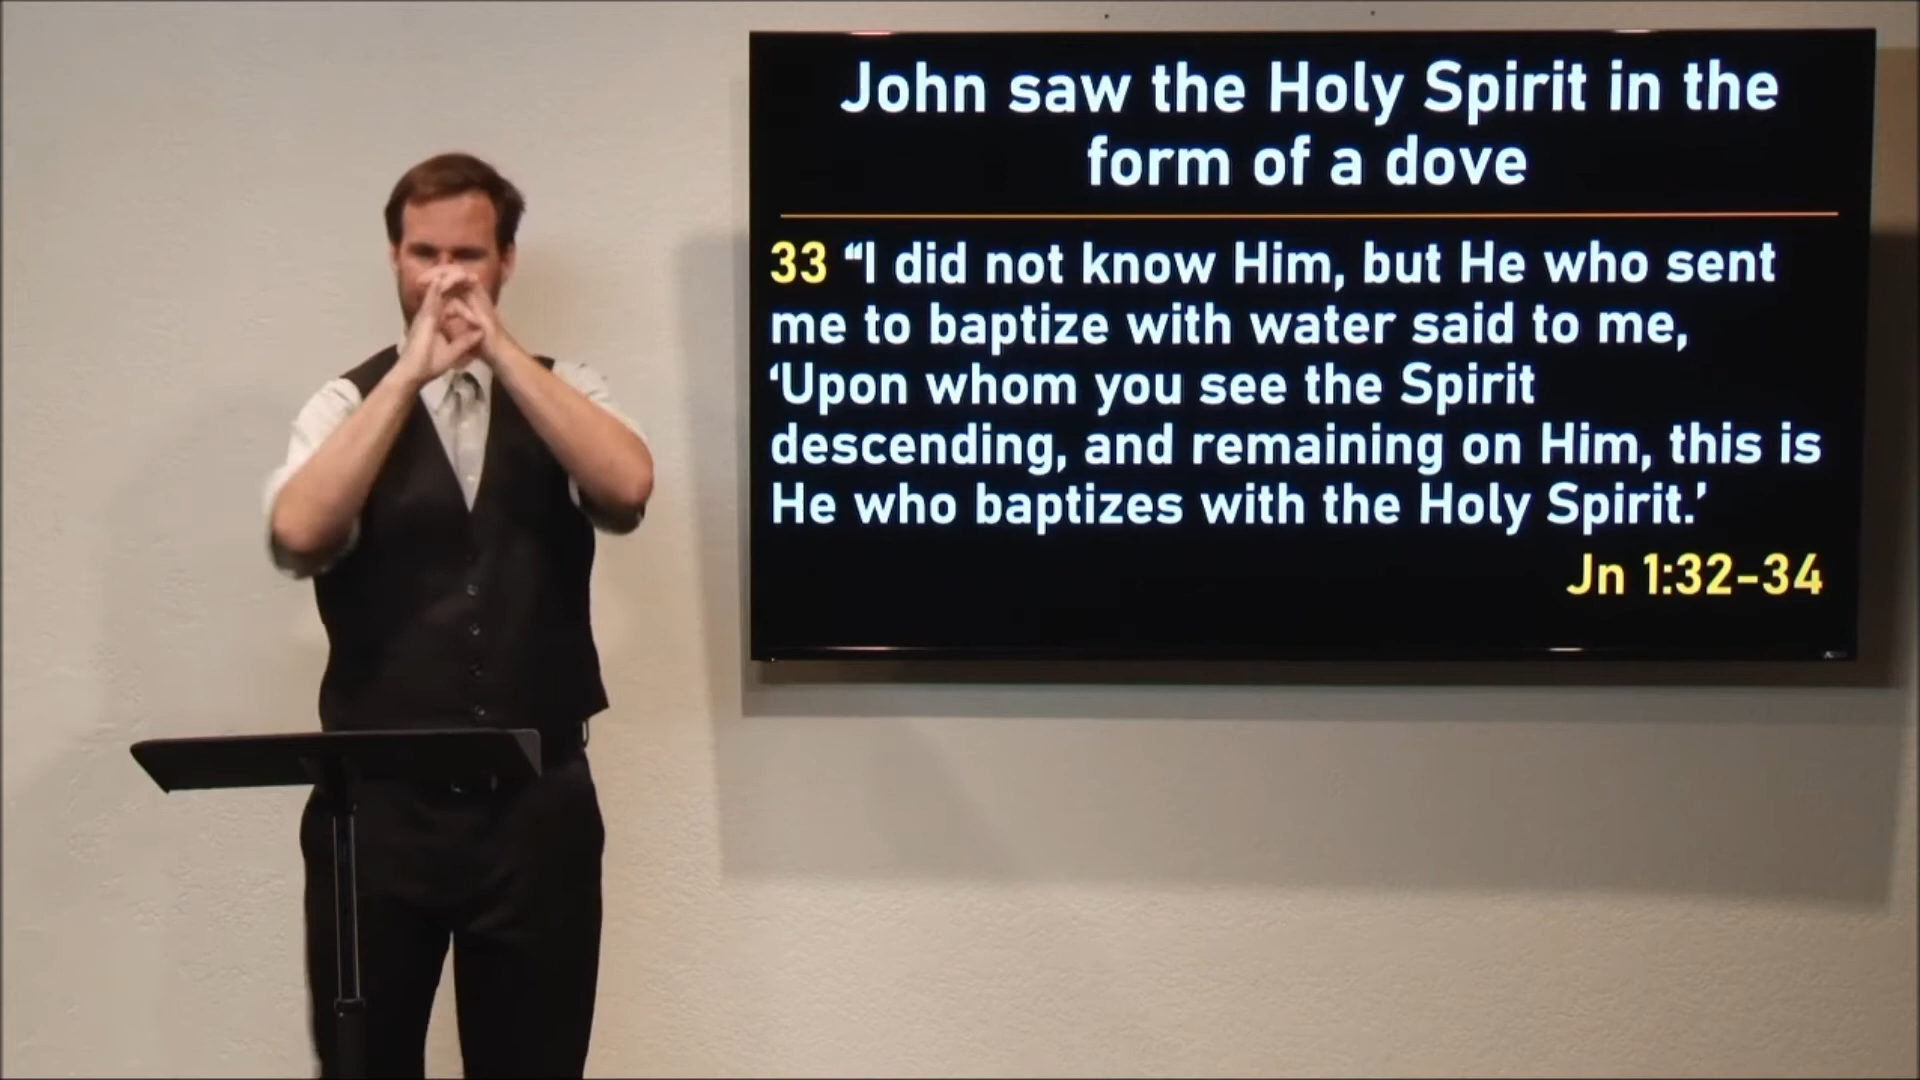 John saw the Holy Spirit in the
form of a dove
33 “I did not know Him, but He who sent
me to baptize with water said to me,
‘Upon whom you see the Spirit
descending, and remaining on Him, this is
He who baptizes with the Holy Spirit.’
Jn 1:32-34